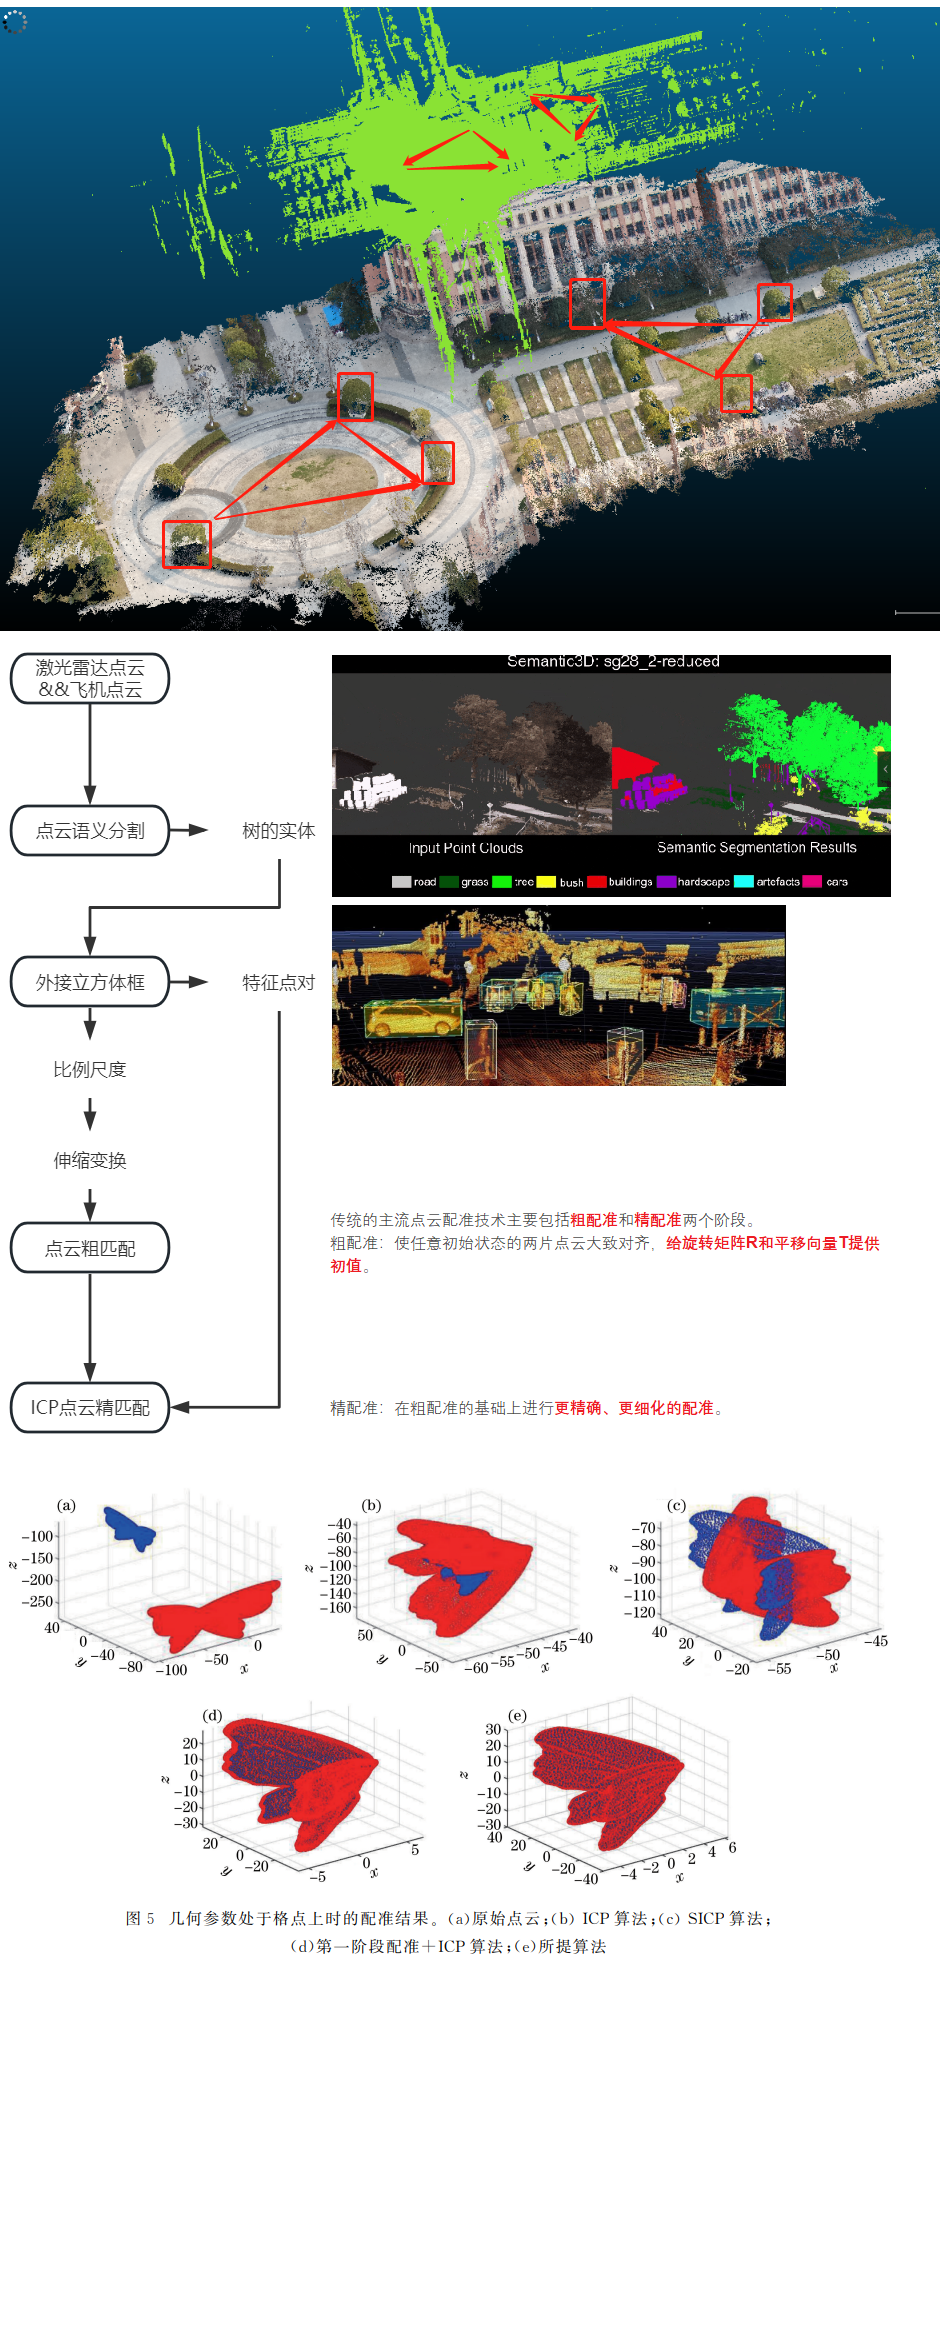 激光雷达点云
&&飞机点云
点云语义分割
树的实体
外接立方体框
特征点对
比例尺度
伸缩变换
点云粗匹配
ICP点云精匹配
Semantic3D: sg28_2-reduced
Input Point Clouds
Semantic Segmentation Results
road grass tree bush buildings hardscape artefacts cars
传统的主流点云配准技术主要包括粗配准和精配准两个阶段。
粗配准：使任意初始状态的两片点云大致对齐，给旋转矩阵R和平移向量T提供
初值。
精配准：在粗配准的基础上进行更精确、更细化的配准。
(a)
−100
−150
−200
−250
z
40
0
−40
−80
y
−100
−50
0
x
(b)
−40
−60
−80
−100
−120
−140
−160
z
50
0
−50
y
−60
−55
−50
−45
−40
x
(c)
−70
−80
−90
−100
−110
−120
z
40
20
0
−20
y
−55
−50
−45
x
(d)
20
10
0
−10
−20
−30
z
20
0
−20
y
−5
0
5
x
(e)
30
20
10
0
−10
−20
−30
z
40
20
0
−20
−40
y
−4
−2
0
2
4
6
x
图 5 几何参数处于格点上时的配准结果。(a)原始点云;(b) ICP 算法;(c) SICP 算法;
(d)第一阶段配准＋ICP 算法;(e)所提算法